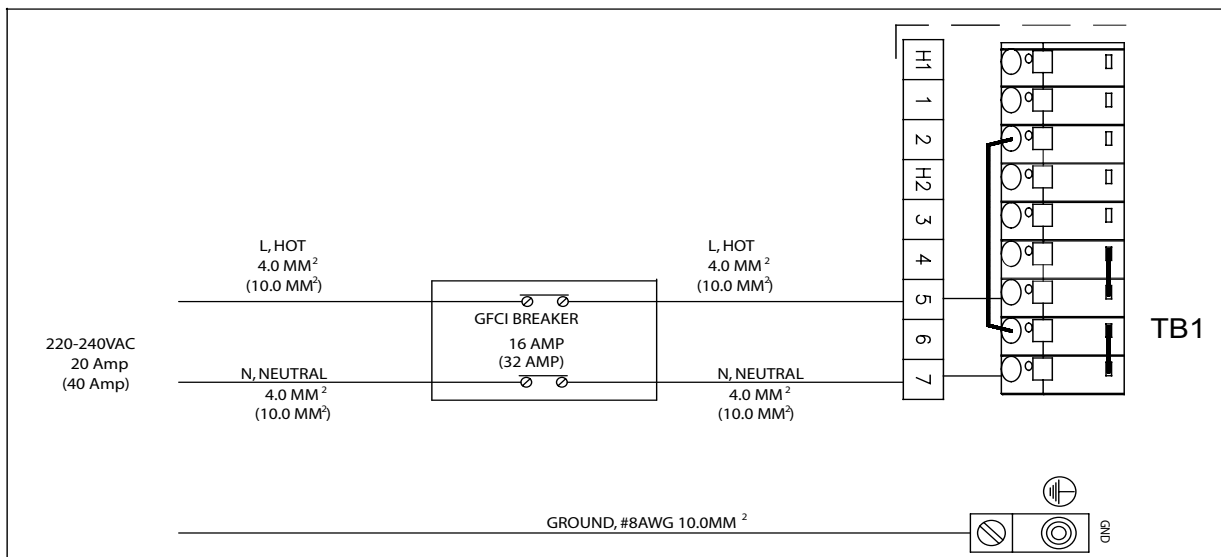 H1
1
2
H2
3
4
5
6
7
TB1
L, HOT
4.0 MM²
(10.0 MM²)
L, HOT
4.0 MM²
(10.0 MM²)
GFCI BREAKER
16 AMP
(32 AMP)
220-240VAC
20 Amp
(40 Amp)
N, NEUTRAL
4.0 MM²
(10.0 MM²)
N, NEUTRAL
4.0 MM²
(10.0 MM²)
GROUND, #8AWG 10.0MM²
GND